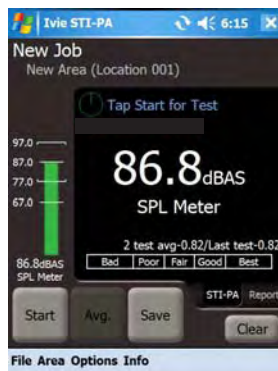 Ivie STI-PA 6:15
New Job
New Area (Location 001)
Tap Start for Test
97.0
87.0
77.0
67.0
86.8dBAS
SPL Meter
2 test avg-0.82/Last test-0.82
Bad Poor Fair Good Best
86.8dBAS
SPL Meter
STI-PA Report
Start Avg. Save Clear
File Area Options Info